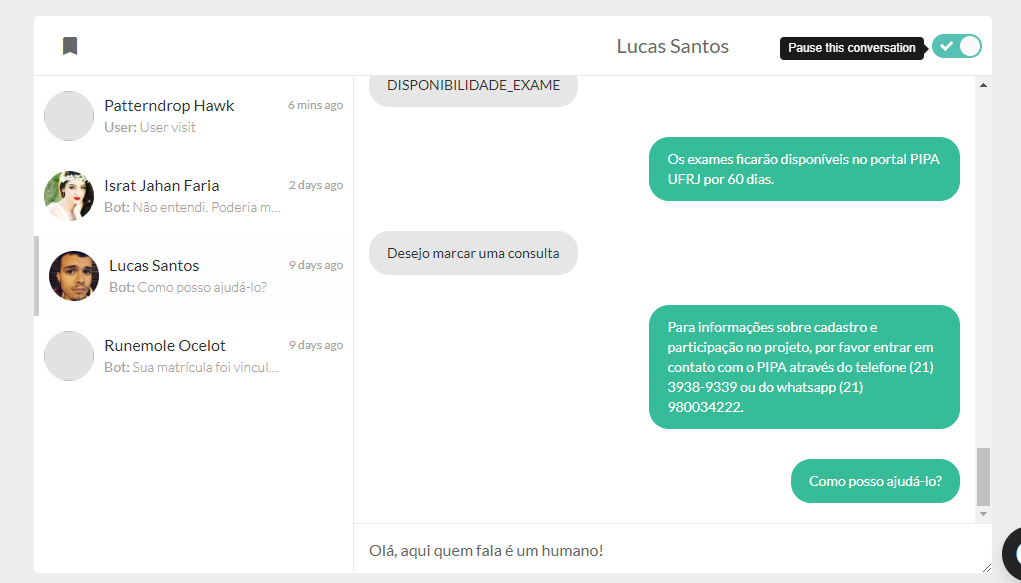 Lucas Santos
Pause this conversation
Patterndrop Hawk
6 mins ago
User: User visit
Israt Jahan Faria
2 days ago
Bot: Não entendi. Poderia m...
Lucas Santos
9 days ago
Bot: Como posso ajudá-lo?
Runemole Ocelot
9 days ago
Bot: Sua matrícula foi vincul...
DISPONIBILIDADE_EXAME
Os exames ficarão disponíveis no portal PIPA
UFRJ por 60 dias.
Desejo marcar uma consulta
Para informações sobre cadastro e
participação no projeto, por favor entrar em
contato com o PIPA através do telefone (21)
3938-9339 ou do whatsapp (21)
980034222.
Como posso ajudá-lo?
Olá, aqui quem fala é um humano!